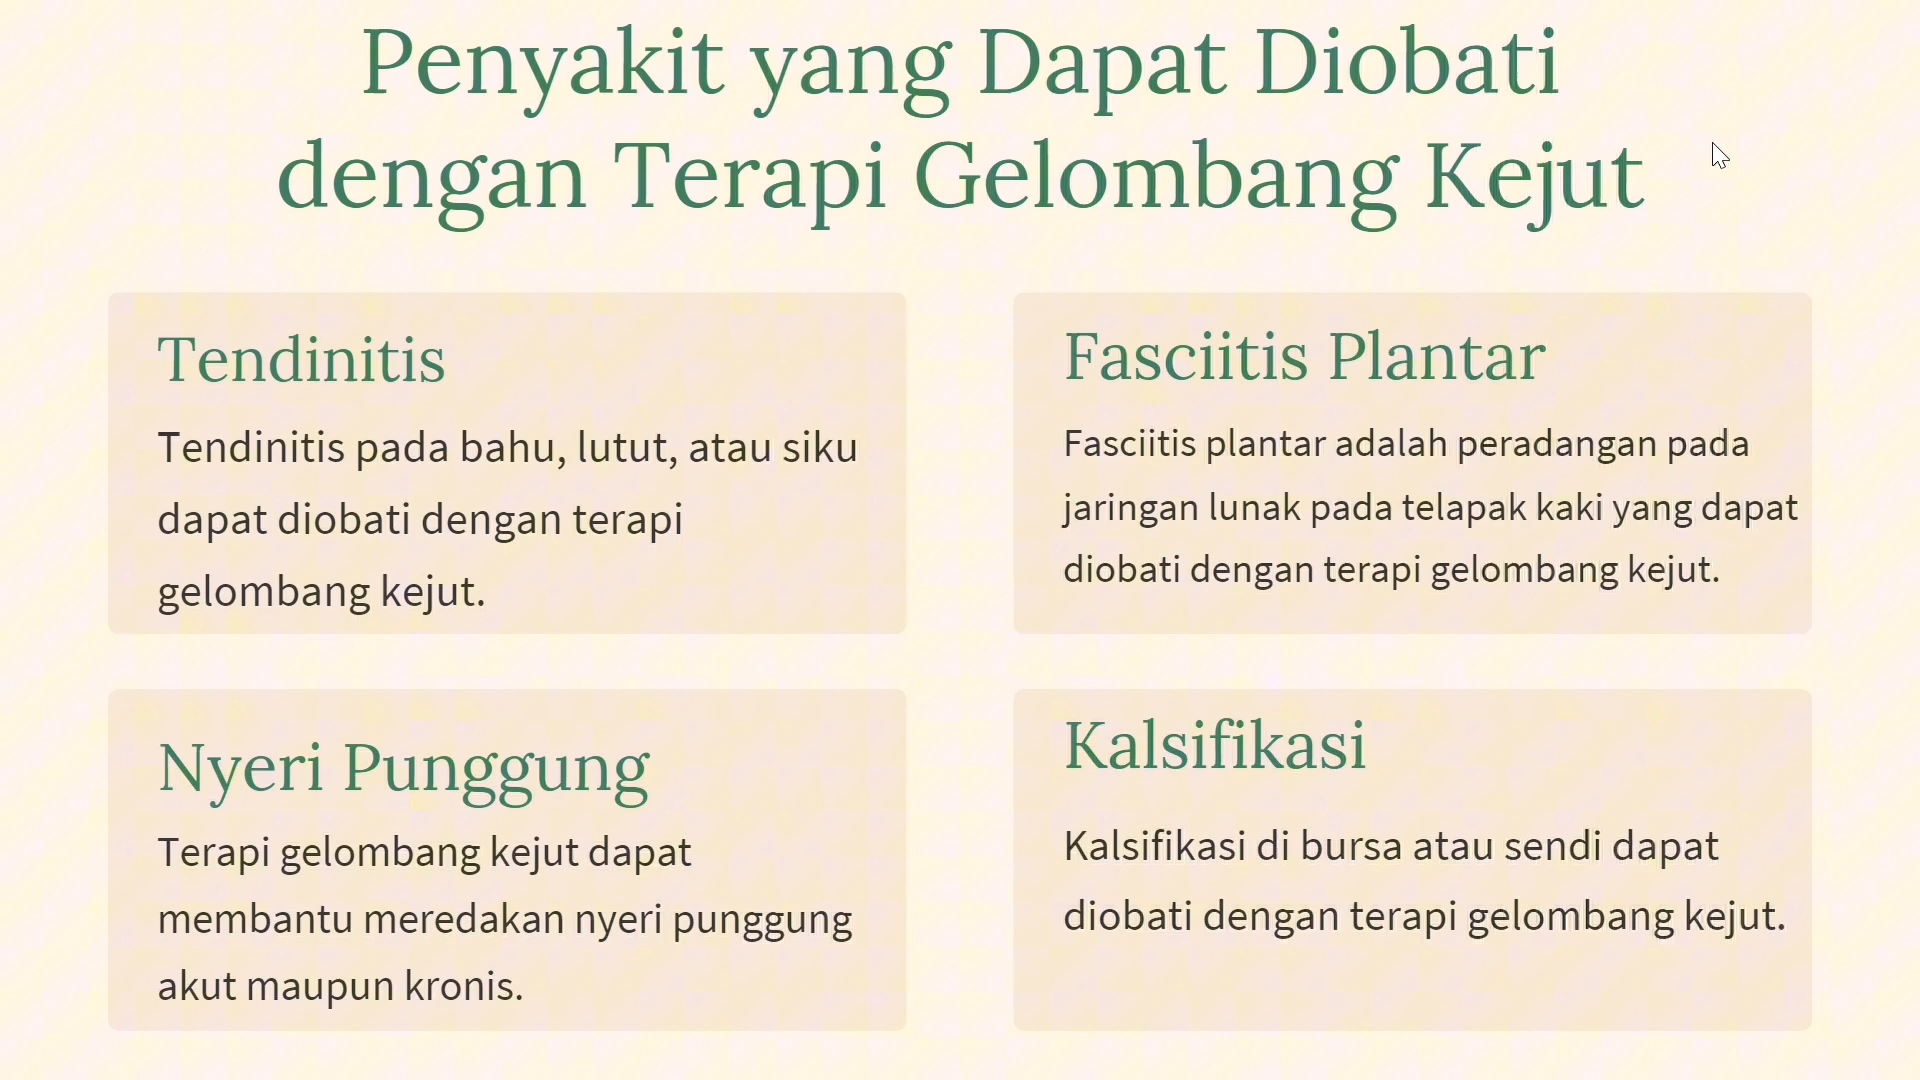 Penyakit yang Dapat Diobati
dengan Terapi Gelombang Kejut
Tendinitis
Tendinitis pada bahu, lutut, atau siku
dapat diobati dengan terapi
gelombang kejut.
Fasciitis Plantar
Fasciitis plantar adalah peradangan pada
jaringan lunak pada telapak kaki yang dapat
diobati dengan terapi gelombang kejut.
Nyeri Punggung
Terapi gelombang kejut dapat
membantu meredakan nyeri punggung
akut maupun kronis.
Kalsifikasi
Kalsifikasi di bursa atau sendi dapat
diobati dengan terapi gelombang kejut.